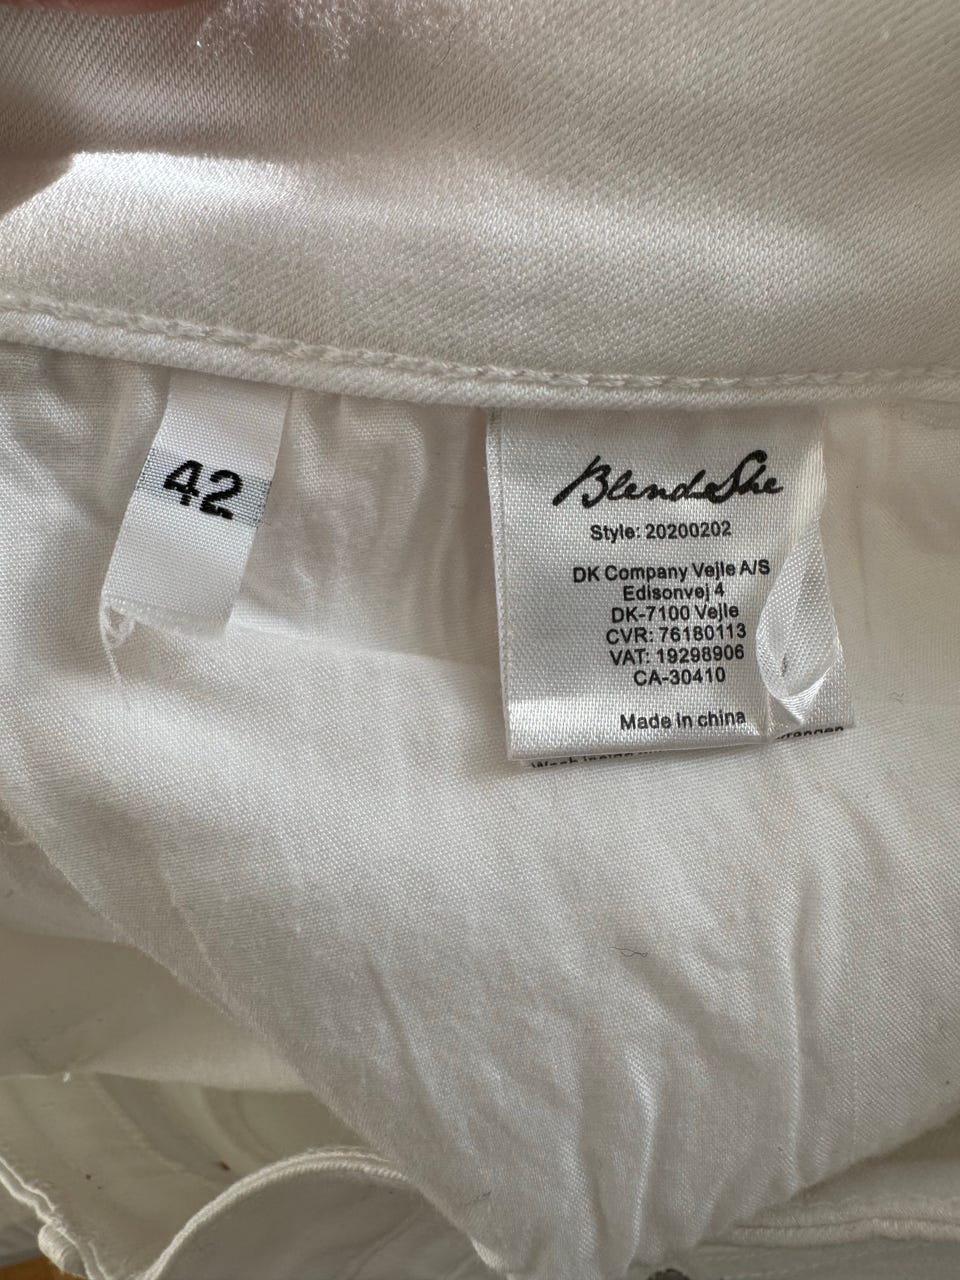 42
BlendShe
Style: 20200202
DK Company Vejle A/S
Edisonvej 4
DK-7100 Vejle
CVR: 76180113
VAT: 19298906
CA-30410
Made in china